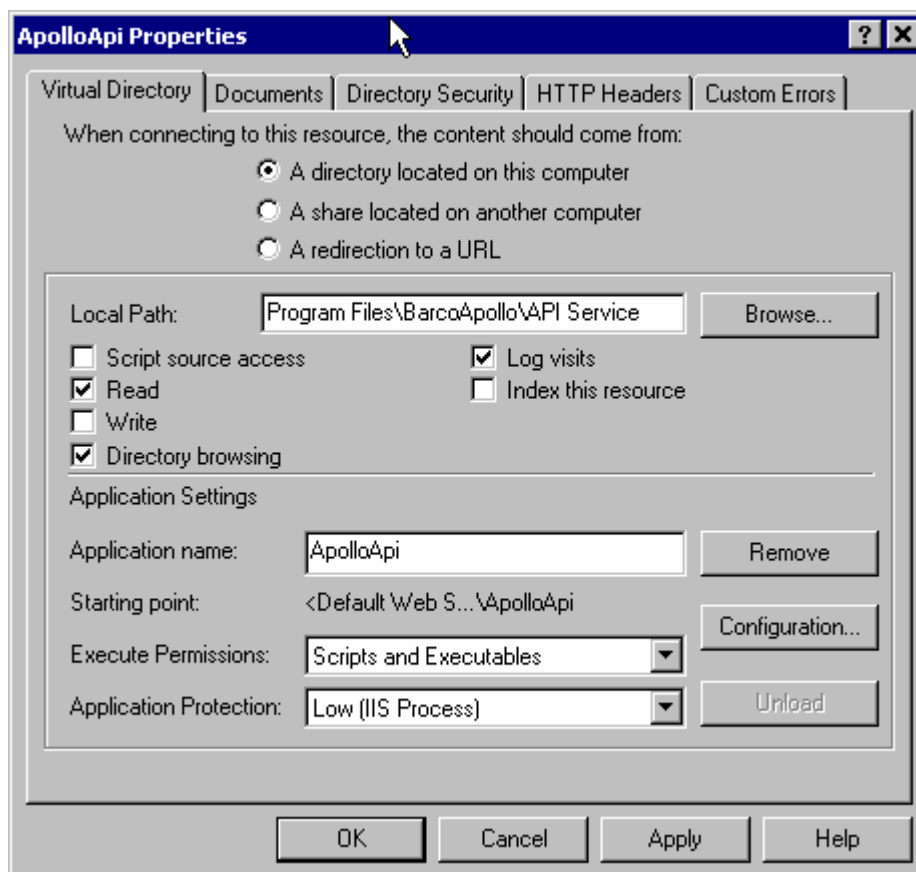 ApolloApi Properties
Virtual Directory Documents Directory Security HTTP Headers Custom Errors
When connecting to this resource, the content should come from:
A directory located on this computer
A share located on another computer
A redirection to a URL
Local Path: Program Files\BarcoApollo\API Service Browse...
Script source access Log visits
Read Index this resource
Write
Directory browsing
Application Settings
Application name: ApolloApi Remove
Starting point: <Default Web S...\ApolloApi
Configuration...
Execute Permissions: Scripts and Executables
Application Protection: Low (IIS Process) Unload
OK Cancel Apply Help